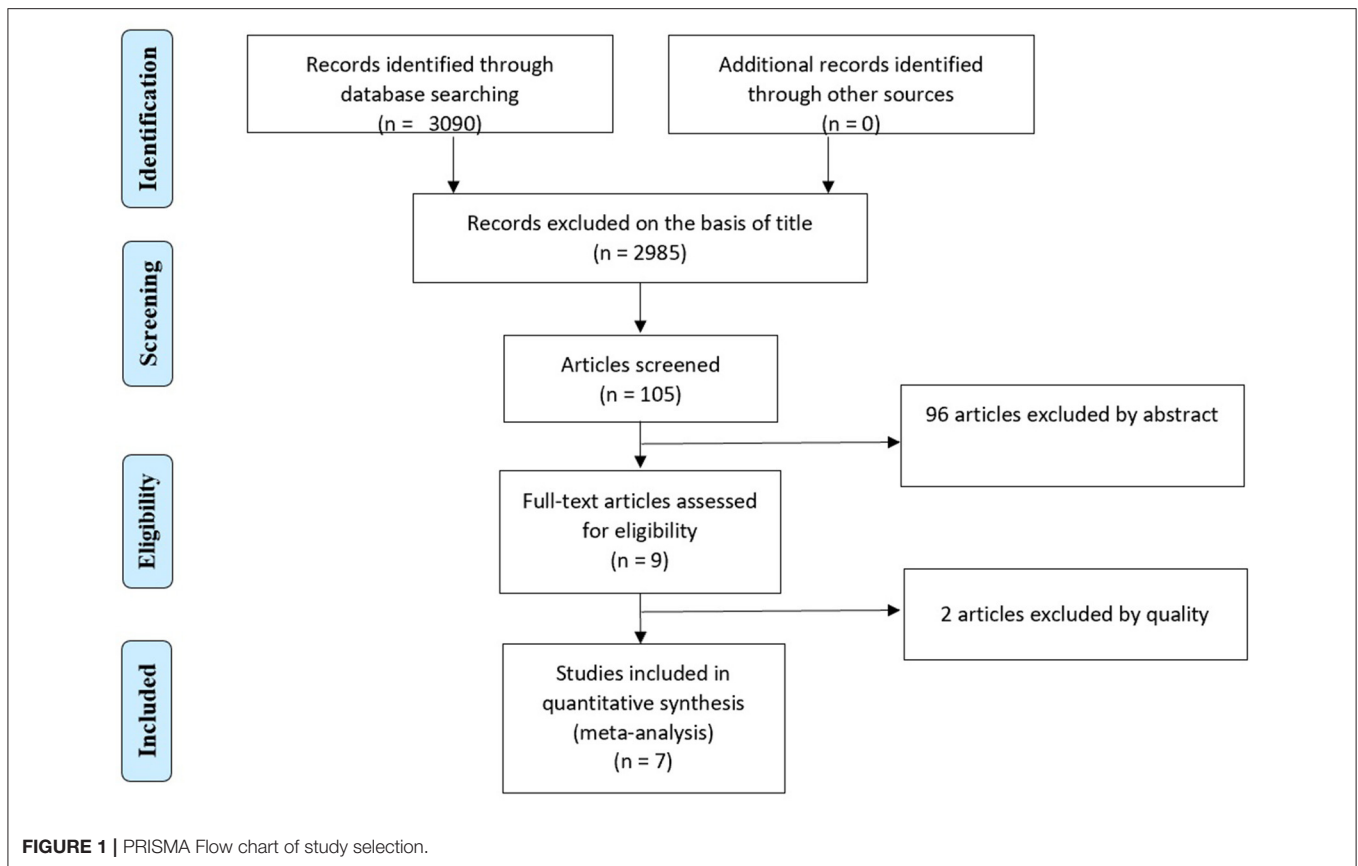 Identification
Records identified through
database searching
(n = 3090)
Additional records identified
through other sources
(n = 0)
Records excluded on the basis of title
(n = 2985)
Screening
Articles screened
(n = 105)
96 articles excluded by abstract
Eligibility
Full-text articles assessed
for eligibility
(n = 9)
2 articles excluded by quality
Included
Studies included in
quantitative synthesis
(meta-analysis)
(n = 7)
FIGURE 1 | PRISMA Flow chart of study selection.